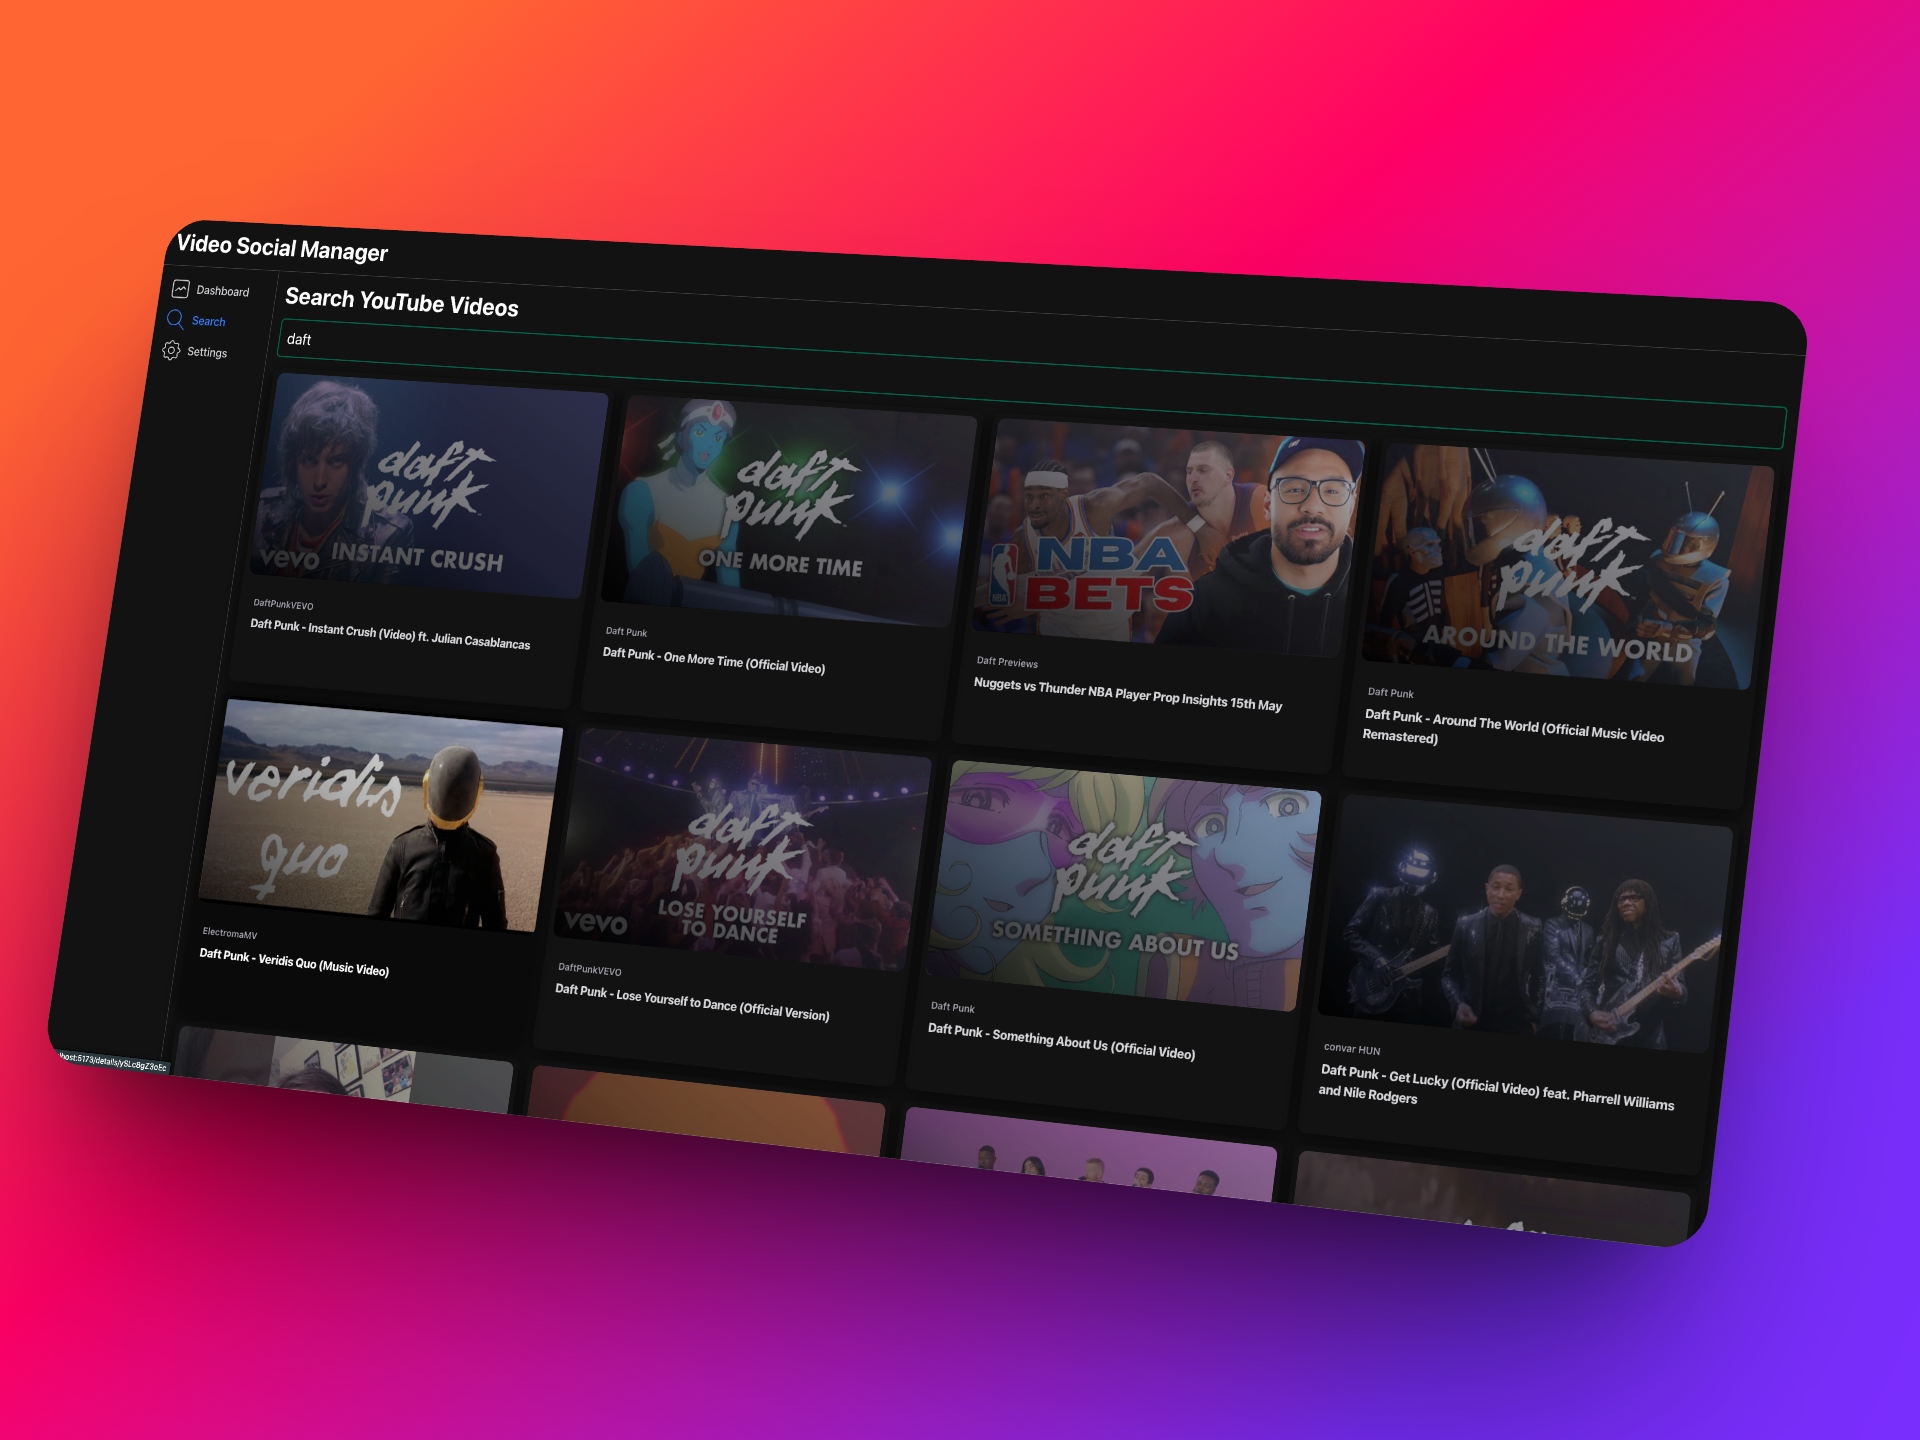 Video Social Manager
Dashboard
Search
Settings
Search YouTube Videos
daft
daft
punk
vevo INSTANT CRUSH
DaftPunkVEVO
Daft Punk - Instant Crush (Video) ft. Julian Casablancas
daft
punk
ONE MORE TIME
Daft Punk
Daft Punk - One More Time (Official Video)
NBA
NBA
BETS
Daft Previews
Nuggets vs Thunder NBA Player Prop Insights 15th May
daft
punk
AROUND THE WORLD
Daft Punk
Daft Punk - Around The World (Official Music Video
Remastered)
veridis
quo
ElectromaMV
Daft Punk - Veridis Quo (Music Video)
daft
punk
vevo
LOSE YOURSELF
TO DANCE
DaftPunkVEVO
Daft Punk - Lose Yourself to Dance (Official Version)
daft
punk
SOMETHING ABOUT US
Daft Punk
Daft Punk - Something About Us (Official Video)
convar HUN
Daft Punk - Get Lucky (Official Video) feat. Pharrell Williams
and Nile Rodgers
lhost:5173/details/ySLc8gZ3oEc